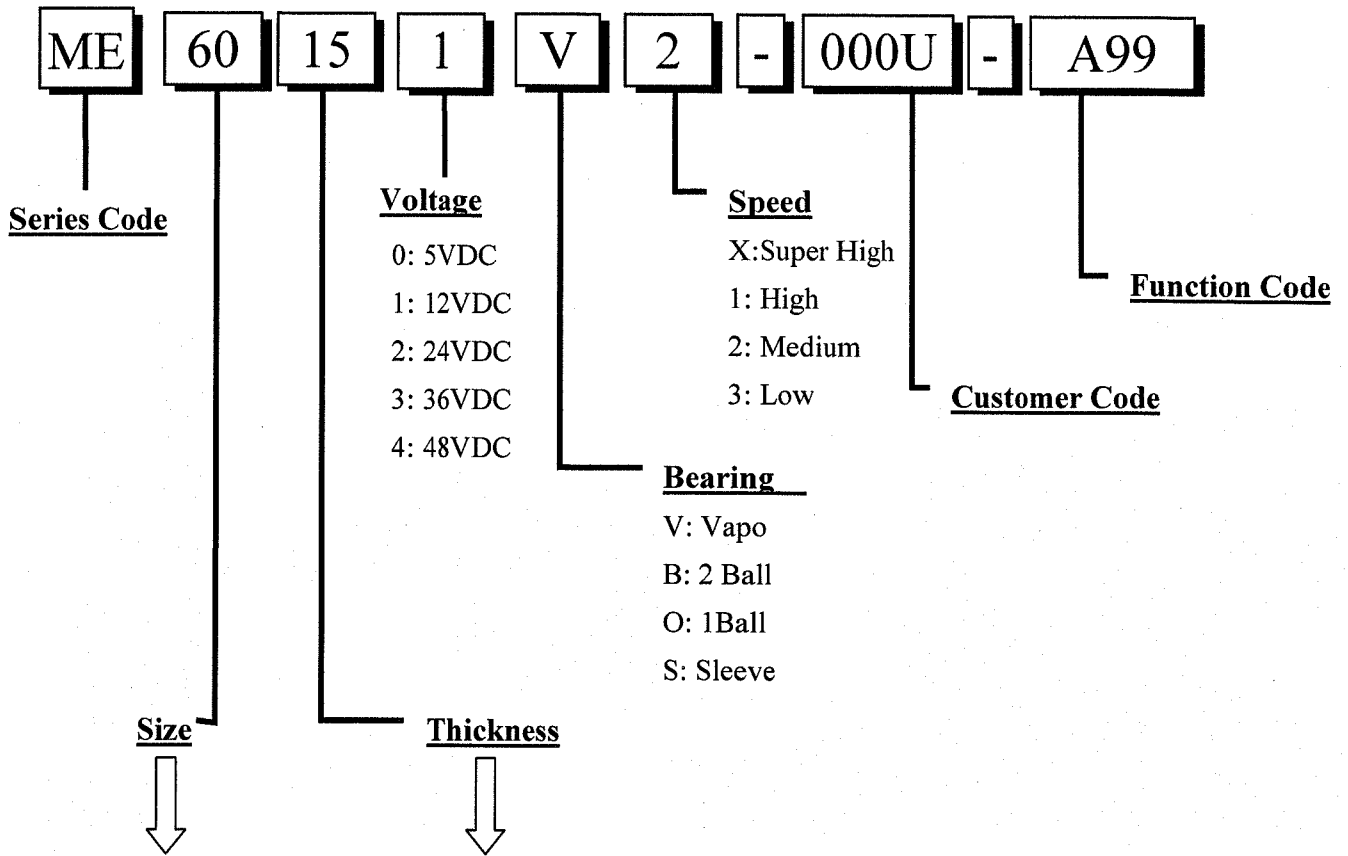 ME 60 15 1 V 2 - 000U - A99
Series Code
Voltage
0: 5VDC
1: 12VDC
2: 24VDC
3: 36VDC
4: 48VDC
Speed
X:Super High
1: High
2: Medium
3: Low
Function Code
Customer Code
Bearing
V: Vapo
B: 2 Ball
O: 1Ball
S: Sleeve
Size
Thickness